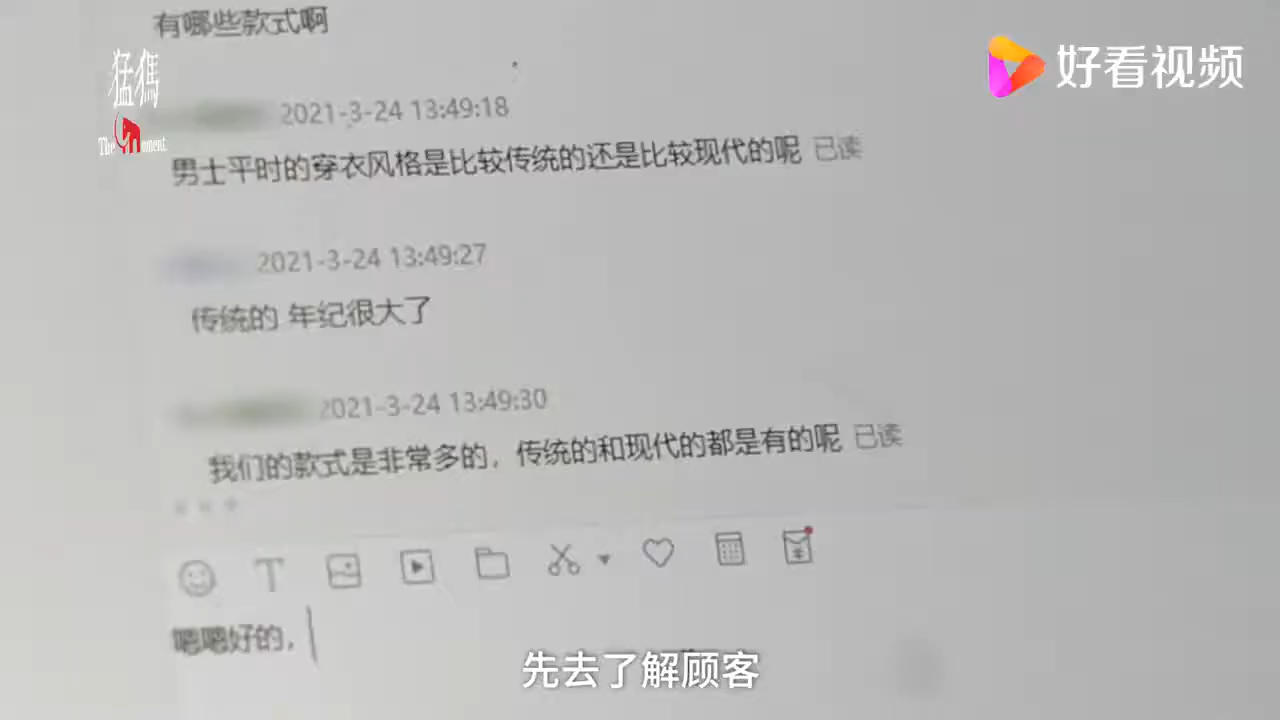 有哪些款式啊
猛犸
The moment
好看视频
2021-3-24 13:49:18
男士平时的穿衣风格是比较传统的还是比较现代的呢 已读
2021-3-24 13:49:27
传统的 年纪很大了
2021-3-24 13:49:30
我们的款式是非常多的，传统的和现代的都是有的呢 已读
T
嗯嗯好的，
先去了解顾客